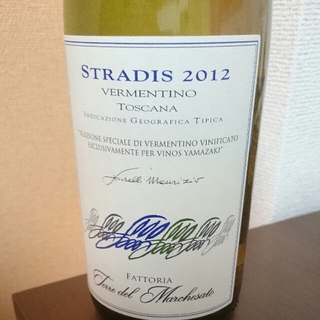 STRADIS 2012
VERMENTINO
TOSCANA
INDICAZIONE GEOGRAFICA TIPICA
"SELEZIONE SPECIALE DI VERMENTINO VINIFICATO
ESCLUSIVAMENTE PER VINOS YAMAZAKI"
FATTORIA
Terre del Marchesato